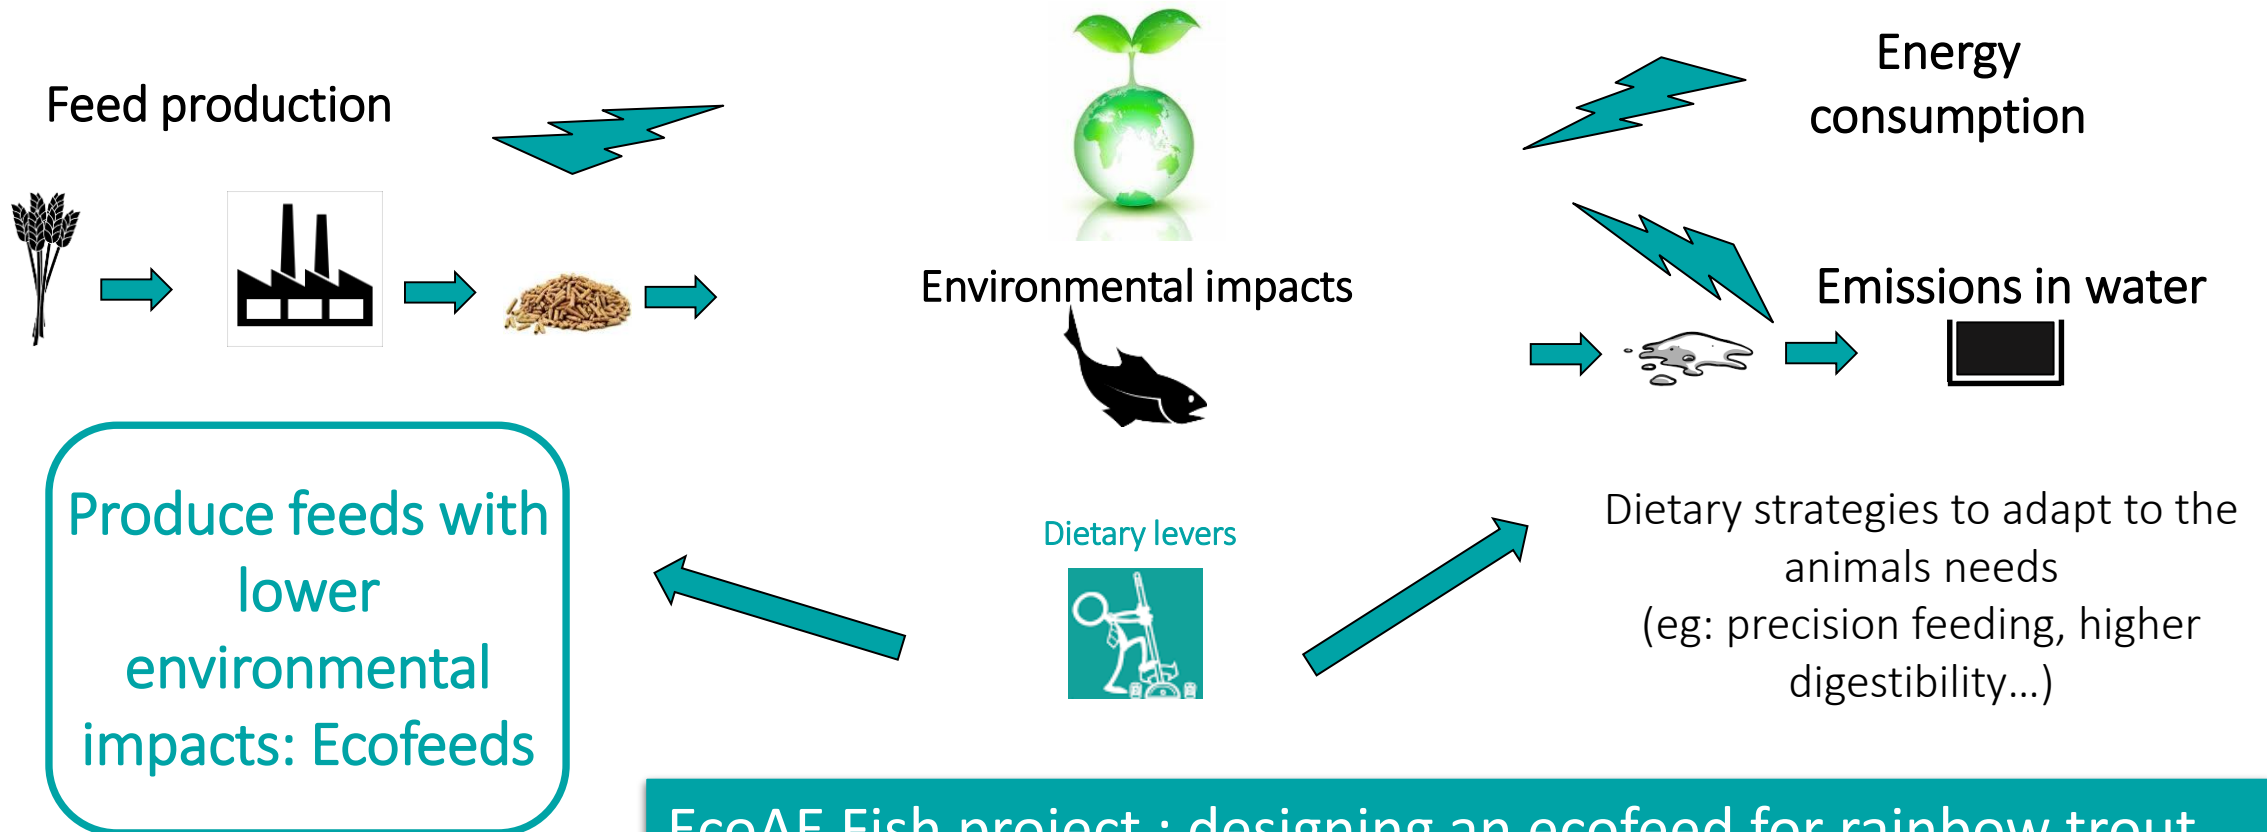 Feed production
Energy
consumption
Environmental impacts
Emissions in water
Produce feeds with
lower
environmental
impacts: Ecofeeds
Dietary levers
Dietary strategies to adapt to the
animals needs
(eg: precision feeding, higher
digestibility...)
EcoAE Fish project : designing an ecofeed for rainbow trout